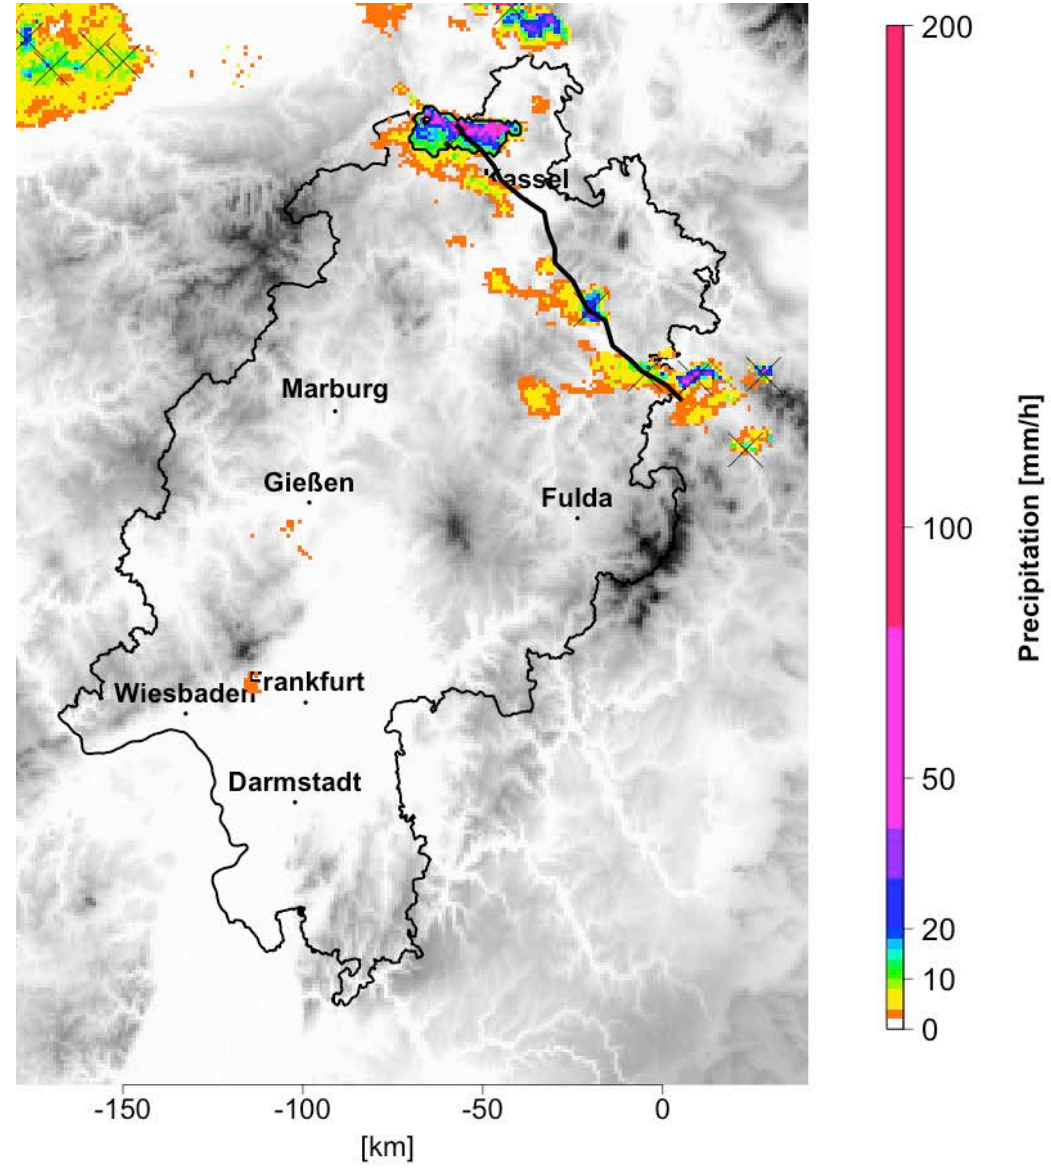 Kassel
Marburg
Gießen
Fulda
Wiesbaden
Frankfurt
Darmstadt
-150
-100
-50
0
[km]
200
100
50
20
10
0
Precipitation [mm/h]